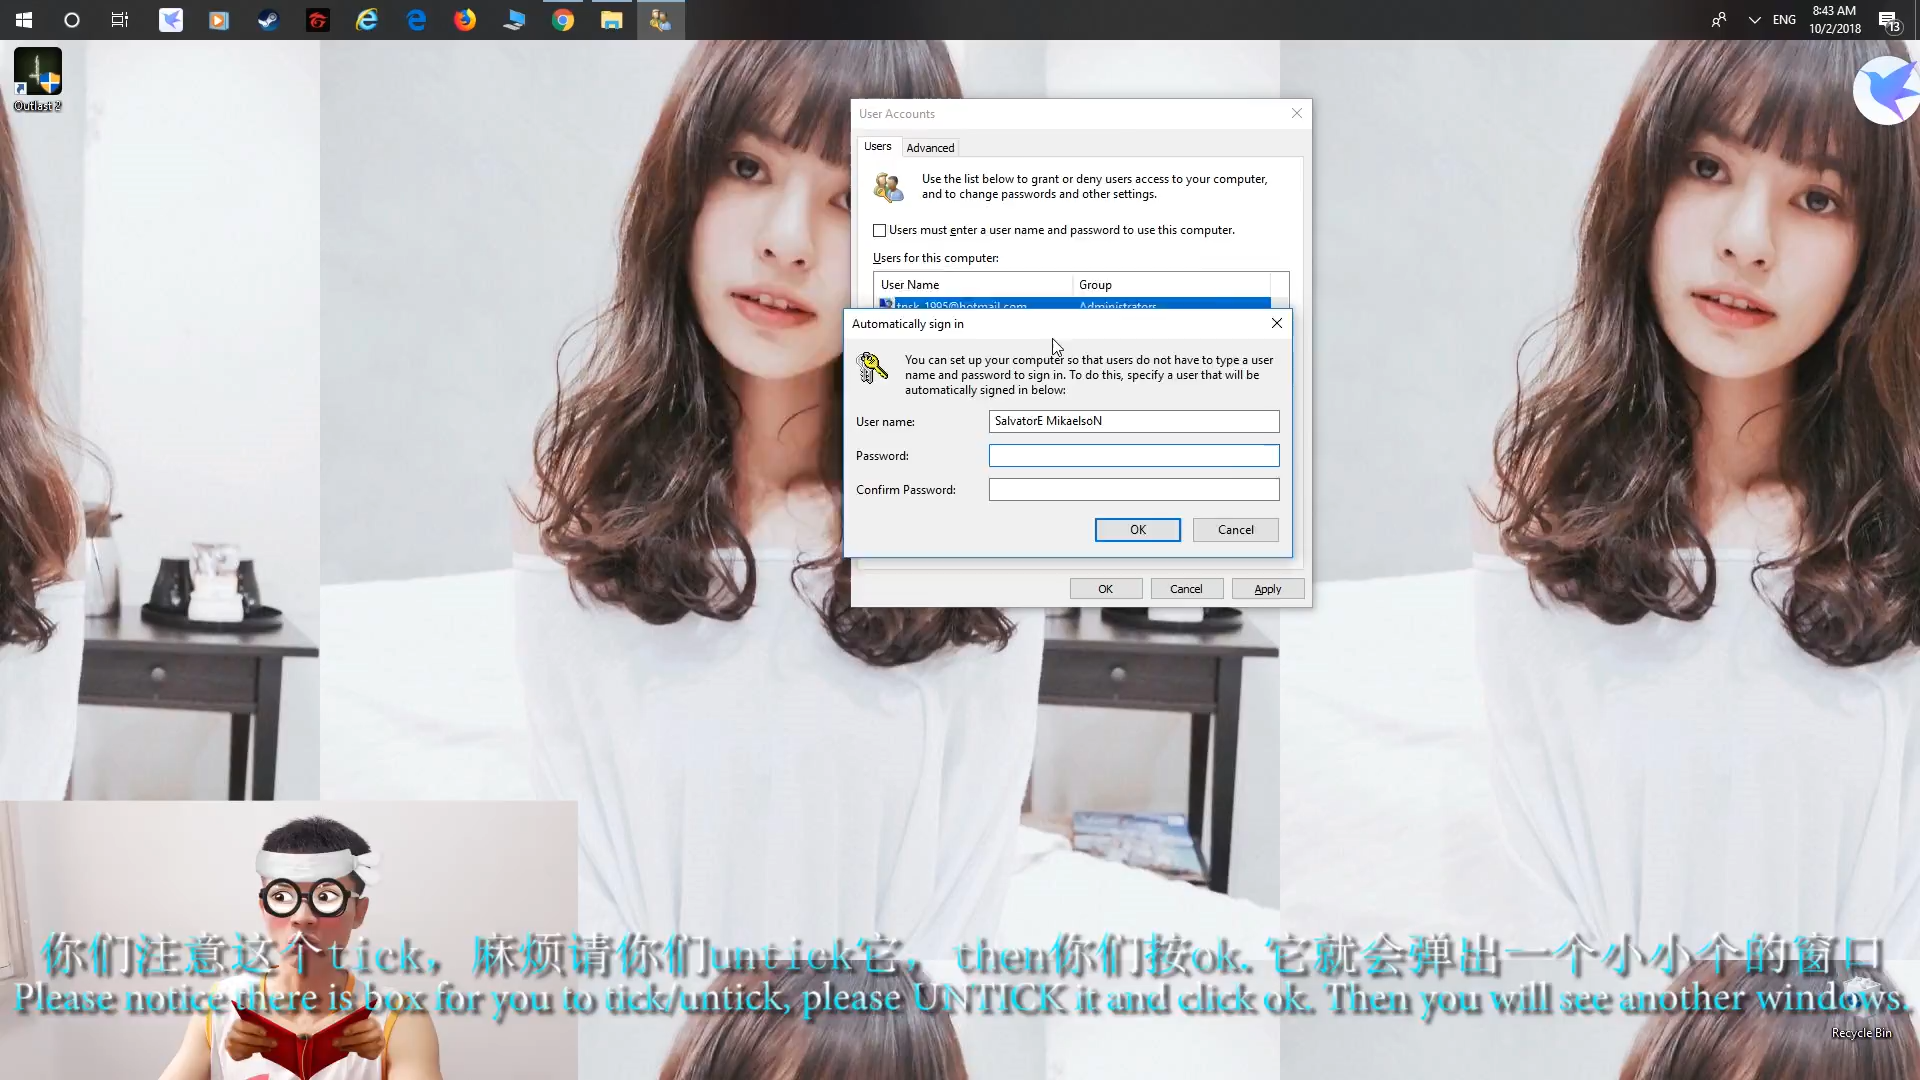 8:43 AM
ENG
10/2/2018
13
Outlast 2
User Accounts
Users
Advanced
Use the list below to grant or deny users access to your computer,
and to change passwords and other settings.
Users must enter a user name and password to use this computer.
Users for this computer:
User Name
Group
tnsk_1995@hotmail.com
Administrators
Automatically sign in
You can set up your computer so that users do not have to type a user
name and password to sign in. To do this, specify a user that will be
automatically signed in below:
User name:
SalvatorE MikaelsoN
Password:
Confirm Password:
OK
Cancel
OK
Cancel
Apply
你们注意这个tick，麻烦请你们untick它，then你们按ok. 它就会弹出一个小小个的窗口
Please notice there is box for you to tick/untick, please UNTICK it and click ok. Then you will see another windows.
Recycle Bin